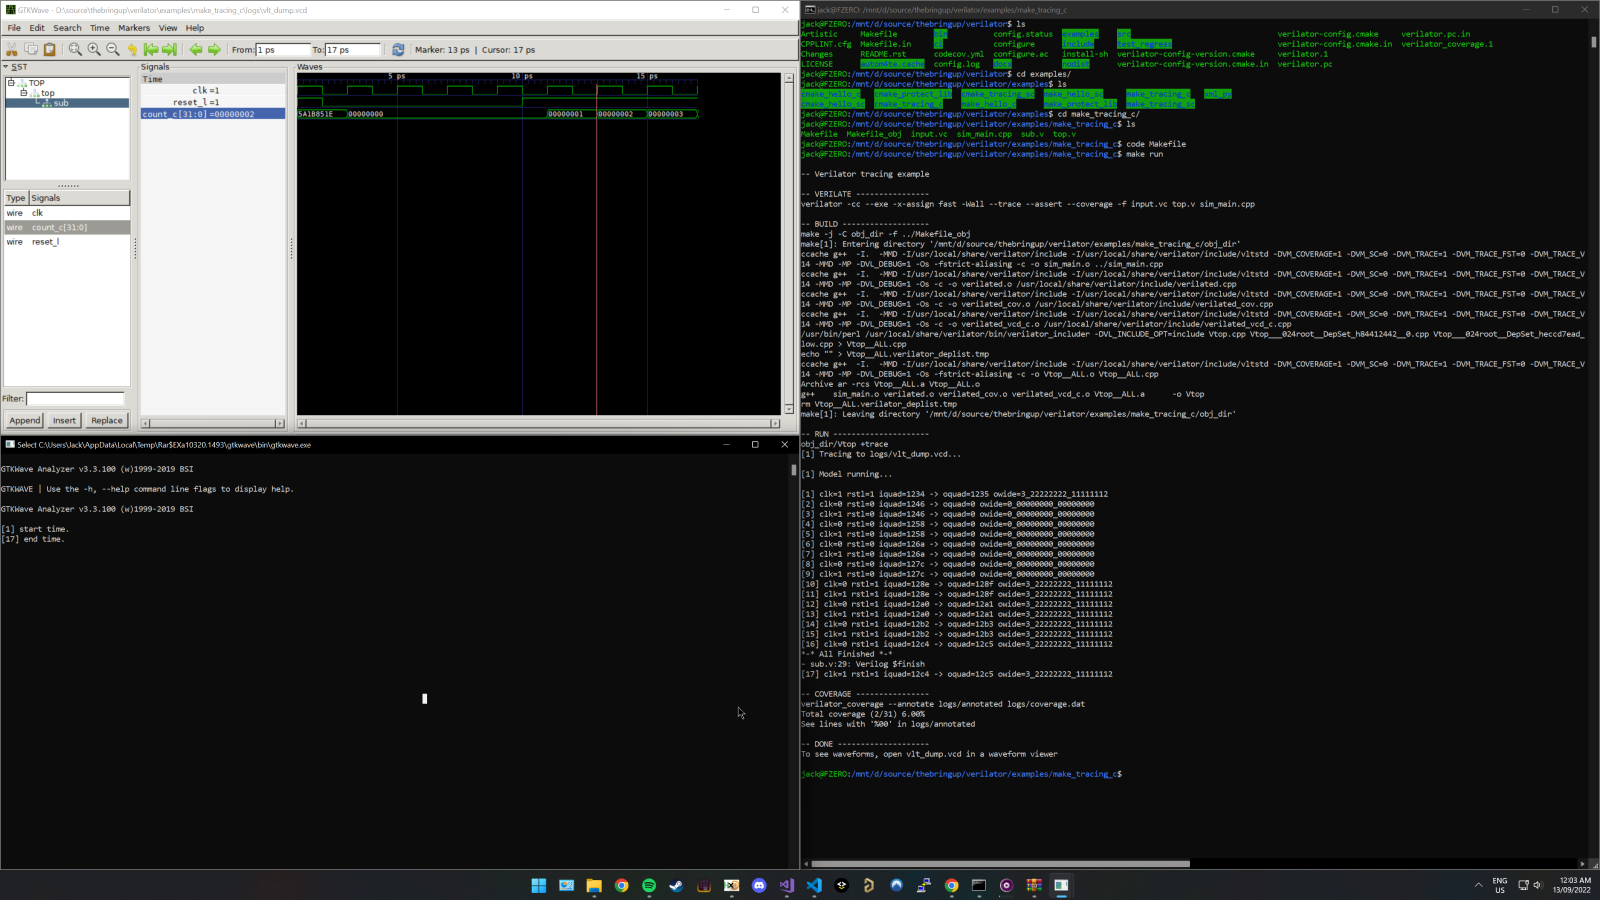 GTKWave - D:\source\thebringup\verilator\examples\make_tracing_c\logs\vlt_dump.vcd
File Edit Search Time Markers View Help
From: 1 ps To: 17 ps Marker: 13 ps | Cursor: 17 ps
SST
TOP
top
sub
Type Signals
wire clk
wire count_c[31:0]
wire reset_l
Filter:
Append Insert Replace
Signals
Time
clk =1
reset_l =1
count_c[31:0] =00000002
Waves
5 ps 10 ps 15 ps
5A1B851E 00000000 00000001 00000002 00000003
Select C:\Users\Jack\AppData\Local\Temp\Rar$EXa10320.1493\gtkwave\bin\gtkwave.exe
GTKWave Analyzer v3.3.100 (w)1999-2019 BSI
GTKWAVE | Use the -h, --help command line flags to display help.
GTKWave Analyzer v3.3.100 (w)1999-2019 BSI
[1] start time.
[17] end time.
jack@FZERO: /mnt/d/source/thebringup/verilator/examples/make_tracing_c
jack@FZERO:/mnt/d/source/thebringup/verilator$ ls
Artistic Makefile bin config.status examples src verilator-config.cmake verilator.pc.in
CPPLINT.cfg Makefile.in ci configure include test_regress verilator-config.cmake.in verilator_coverage.1
Changes README.rst codecov.yml configure.ac install-sh verilator-config-version.cmake verilator.1
LICENSE autom4te.cache config.log docs nodist verilator-config-version.cmake.in verilator.pc
jack@FZERO:/mnt/d/source/thebringup/verilator$ cd examples/
jack@FZERO:/mnt/d/source/thebringup/verilator/examples$ ls
cmake_hello_c cmake_protect_lib cmake_tracing_sc make_hello_sc make_tracing_c xml_py
cmake_hello_sc cmake_tracing_c make_hello_c make_protect_lib make_tracing_sc
jack@FZERO:/mnt/d/source/thebringup/verilator/examples$ cd make_tracing_c/
jack@FZERO:/mnt/d/source/thebringup/verilator/examples/make_tracing_c$ ls
Makefile Makefile_obj input.vc sim_main.cpp sub.v top.v
jack@FZERO:/mnt/d/source/thebringup/verilator/examples/make_tracing_c$ code Makefile
jack@FZERO:/mnt/d/source/thebringup/verilator/examples/make_tracing_c$ make run
-- Verilator tracing example
-- VERILATE ----------------
verilator -cc --exe -x-assign fast -Wall --trace --assert --coverage -f input.vc top.v sim_main.cpp
-- BUILD -------------------
make -j -C obj_dir -f ../Makefile_obj
make[1]: Entering directory '/mnt/d/source/thebringup/verilator/examples/make_tracing_c/obj_dir'
ccache g++ -I. -MMD -I/usr/local/share/verilator/include -I/usr/local/share/verilator/include/vltstd -DVM_COVERAGE=1 -DVM_SC=0 -DVM_TRACE=1 -DVM_TRACE_FST=0 -DVM_TRACE_V
14 -MMD -MP -DVL_DEBUG=1 -Os -fstrict-aliasing -c -o sim_main.o ../sim_main.cpp
ccache g++ -I. -MMD -I/usr/local/share/verilator/include -I/usr/local/share/verilator/include/vltstd -DVM_COVERAGE=1 -DVM_SC=0 -DVM_TRACE=1 -DVM_TRACE_FST=0 -DVM_TRACE_V
14 -MMD -MP -DVL_DEBUG=1 -Os -c -o verilated.o /usr/local/share/verilator/include/verilated.cpp
ccache g++ -I. -MMD -I/usr/local/share/verilator/include -I/usr/local/share/verilator/include/vltstd -DVM_COVERAGE=1 -DVM_SC=0 -DVM_TRACE=1 -DVM_TRACE_FST=0 -DVM_TRACE_V
14 -MMD -MP -DVL_DEBUG=1 -Os -c -o verilated_cov.o /usr/local/share/verilator/include/verilated_cov.cpp
ccache g++ -I. -MMD -I/usr/local/share/verilator/include -I/usr/local/share/verilator/include/vltstd -DVM_COVERAGE=1 -DVM_SC=0 -DVM_TRACE=1 -DVM_TRACE_FST=0 -DVM_TRACE_V
14 -MMD -MP -DVL_DEBUG=1 -Os -c -o verilated_vcd_c.o /usr/local/share/verilator/include/verilated_vcd_c.cpp
/usr/bin/perl /usr/local/share/verilator/bin/verilator_includer -DVL_INCLUDE_OPT=include Vtop.cpp Vtop___024root__DepSet_h84412442__0.cpp Vtop___024root__DepSet_heccd7ead_
low.cpp > Vtop__ALL.cpp
echo "" > Vtop__ALL.verilator_deplist.tmp
ccache g++ -I. -MMD -I/usr/local/share/verilator/include -I/usr/local/share/verilator/include/vltstd -DVM_COVERAGE=1 -DVM_SC=0 -DVM_TRACE=1 -DVM_TRACE_FST=0 -DVM_TRACE_V
14 -MMD -MP -DVL_DEBUG=1 -Os -fstrict-aliasing -c -o Vtop__ALL.o Vtop__ALL.cpp
Archive ar -rcs Vtop__ALL.a Vtop__ALL.o
g++ sim_main.o verilated.o verilated_cov.o verilated_vcd_c.o Vtop__ALL.a -o Vtop
rm Vtop__ALL.verilator_deplist.tmp
make[1]: Leaving directory '/mnt/d/source/thebringup/verilator/examples/make_tracing_c/obj_dir'
-- RUN ---------------------
obj_dir/Vtop +trace
[1] Tracing to logs/vlt_dump.vcd...
[1] Model running...
[1] clk=1 rstl=1 iquad=1234 -> oquad=1235 owide=3_22222222_11111112
[2] clk=0 rstl=1 iquad=1246 -> oquad=0 owide=0_00000000_00000000
[3] clk=1 rstl=1 iquad=1246 -> oquad=0 owide=0_00000000_00000000
[4] clk=0 rstl=1 iquad=1258 -> oquad=0 owide=0_00000000_00000000
[5] clk=1 rstl=1 iquad=1258 -> oquad=0 owide=0_00000000_00000000
[6] clk=0 rstl=1 iquad=126a -> oquad=0 owide=0_00000000_00000000
[7] clk=1 rstl=1 iquad=126a -> oquad=0 owide=0_00000000_00000000
[8] clk=0 rstl=1 iquad=127c -> oquad=0 owide=0_00000000_00000000
[9] clk=1 rstl=1 iquad=127c -> oquad=0 owide=0_00000000_00000000
[10] clk=0 rstl=1 iquad=128e -> oquad=128f owide=3_22222222_11111112
[11] clk=1 rstl=1 iquad=128e -> oquad=128f owide=3_22222222_11111112
[12] clk=0 rstl=1 iquad=12a0 -> oquad=12a1 owide=3_22222222_11111112
[13] clk=1 rstl=1 iquad=12a0 -> oquad=12a1 owide=3_22222222_11111112
[14] clk=0 rstl=1 iquad=12b2 -> oquad=12b3 owide=3_22222222_11111112
[15] clk=1 rstl=1 iquad=12b2 -> oquad=12b3 owide=3_22222222_11111112
[16] clk=0 rstl=1 iquad=12c4 -> oquad=12c5 owide=3_22222222_11111112
*-* All Finished *-*
- sub.v:29: Verilog $finish
[17] clk=1 rstl=1 iquad=12c4 -> oquad=12c5 owide=3_22222222_11111112
-- COVERAGE ----------------
verilator_coverage --annotate logs/annotated logs/coverage.dat
Total coverage (2/31) 6.00%
See lines with '%00' in logs/annotated
-- DONE --------------------
To see waveforms, open vlt_dump.vcd in a waveform viewer
jack@FZERO:/mnt/d/source/thebringup/verilator/examples/make_tracing_c$
ENG
US
12:03 AM
13/09/2022